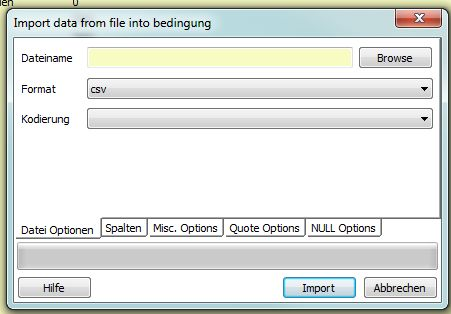 0
Import data from file into bedingung
Dateiname
Browse
Format
csv
Kodierung
Datei Optionen
Spalten
Misc. Options
Quote Options
NULL Options
Hilfe
Import
Abbrechen